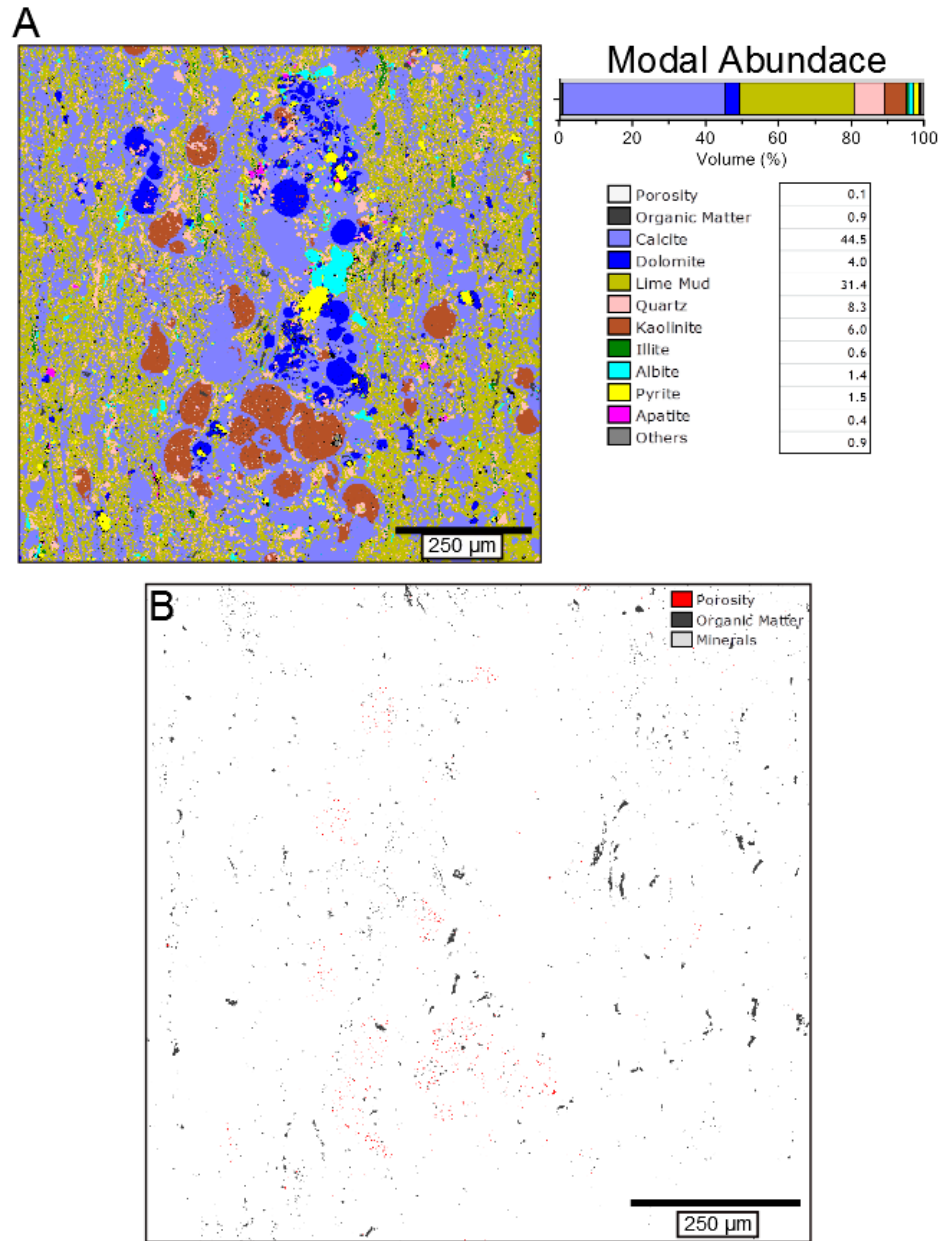 A
Modal Abundace
0 20 40 60 80 100
Volume (%)
Porosity 0.1
Organic Matter 0.9
Calcite 44.5
Dolomite 4.0
Lime Mud 31.4
Quartz 8.3
Kaolinite 6.0
Illite 0.6
Albite 1.4
Pyrite 1.5
Apatite 0.4
Others 0.9
250 µm
B
Porosity
Organic Matter
Minerals
250 µm